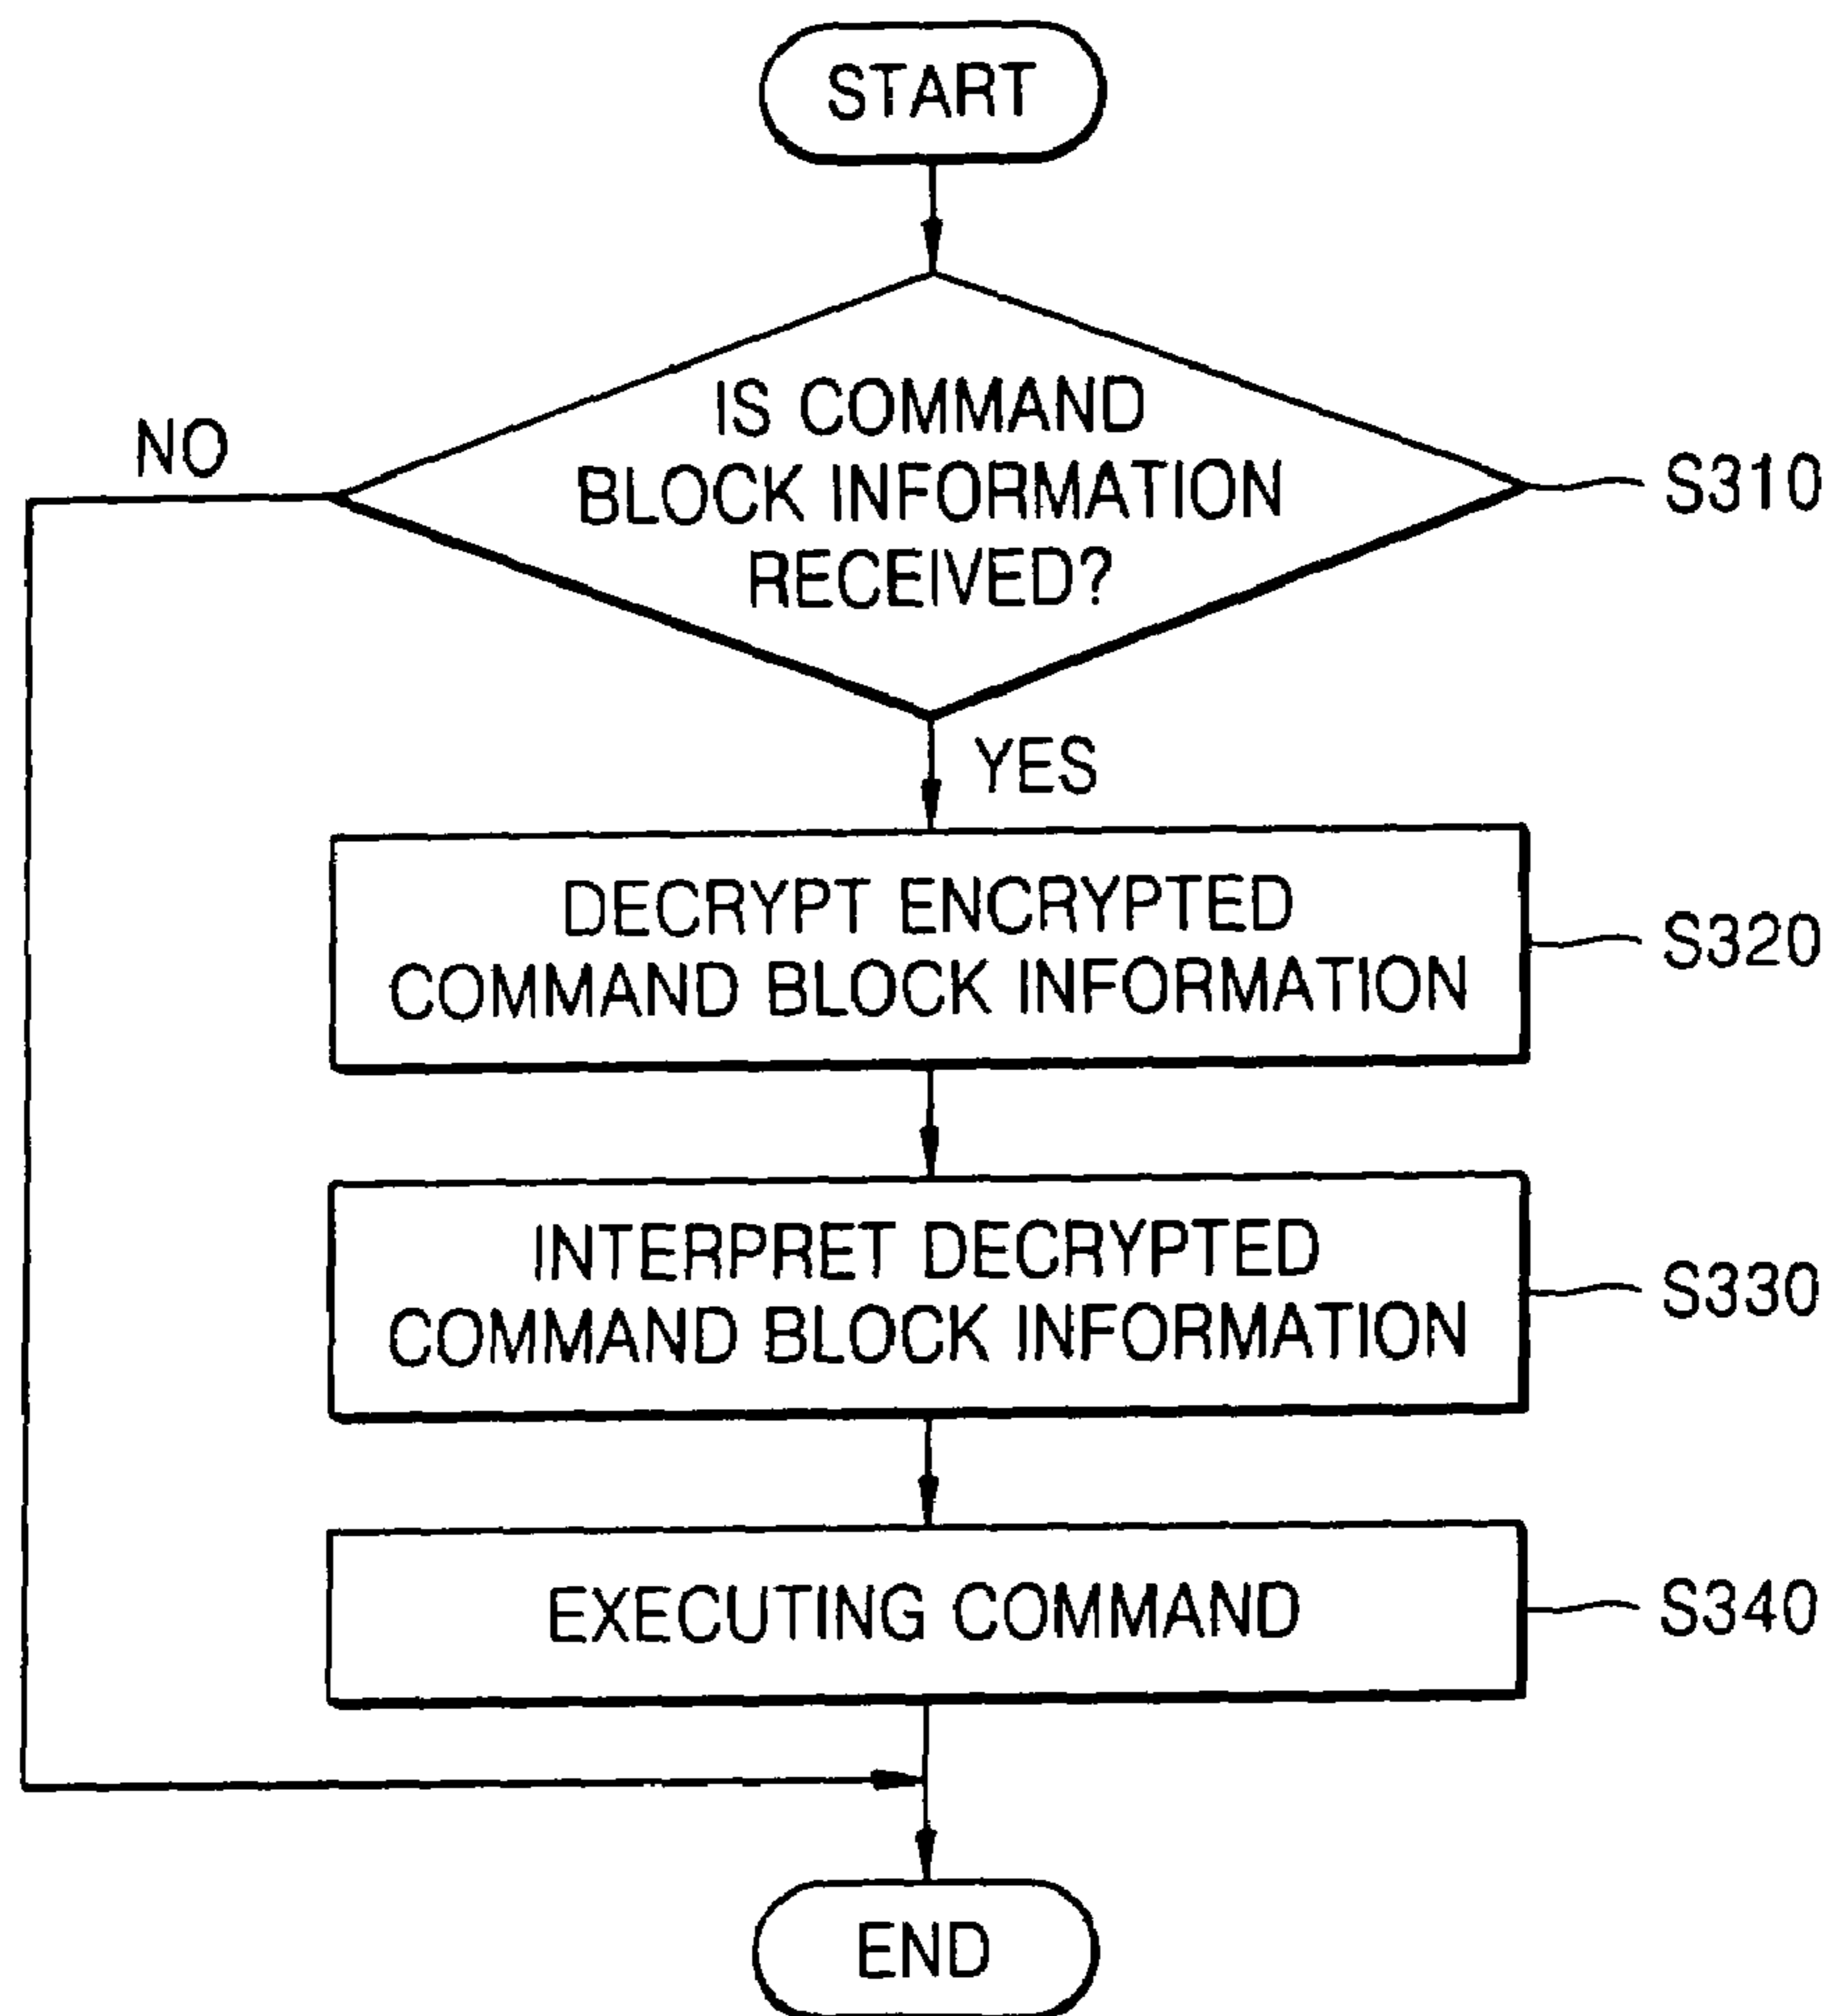 START
IS COMMAND
BLOCK INFORMATION
RECEIVED?
S310
NO
YES
DECRYPT ENCRYPTED
COMMAND BLOCK INFORMATION
S320
INTERPRET DECRYPTED
COMMAND BLOCK INFORMATION
S330
EXECUTING COMMAND
S340
END